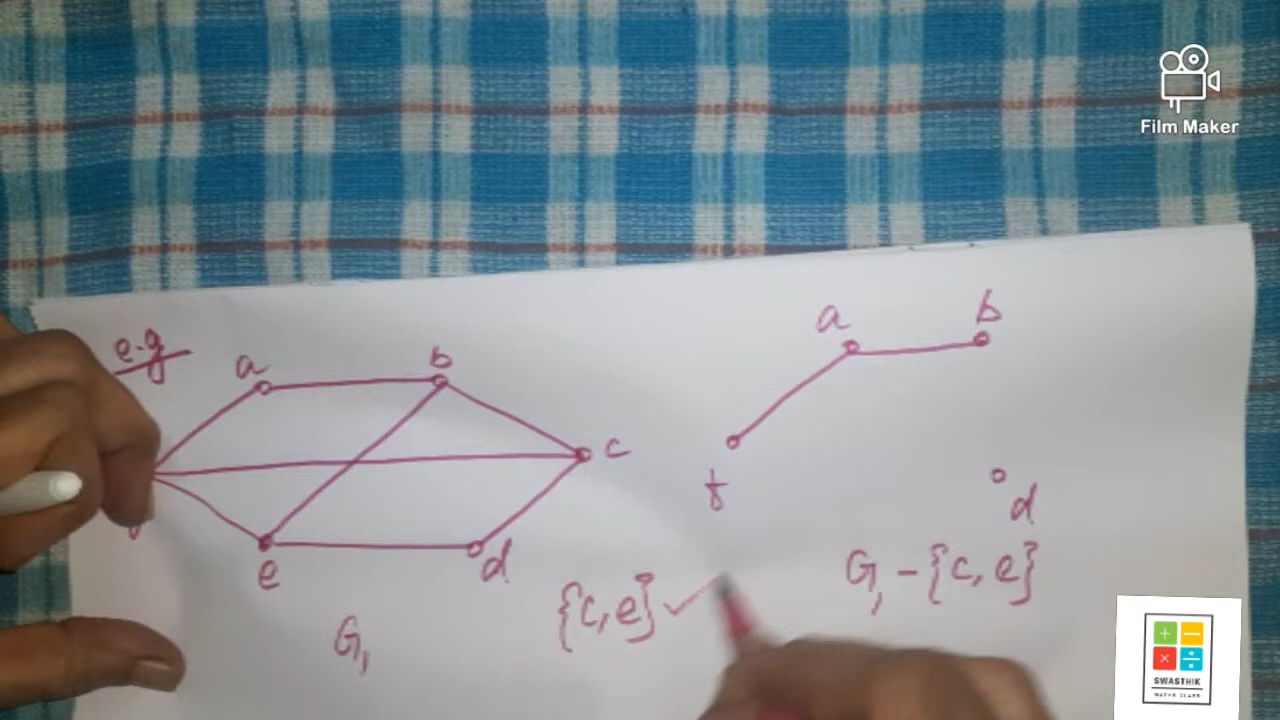 Film Maker
e.g
a
b
c
d
e
G₁
{c, e} ✓
a
b
f
d
G₁ - {c, e}
+ −
× ÷
SWASTHIK